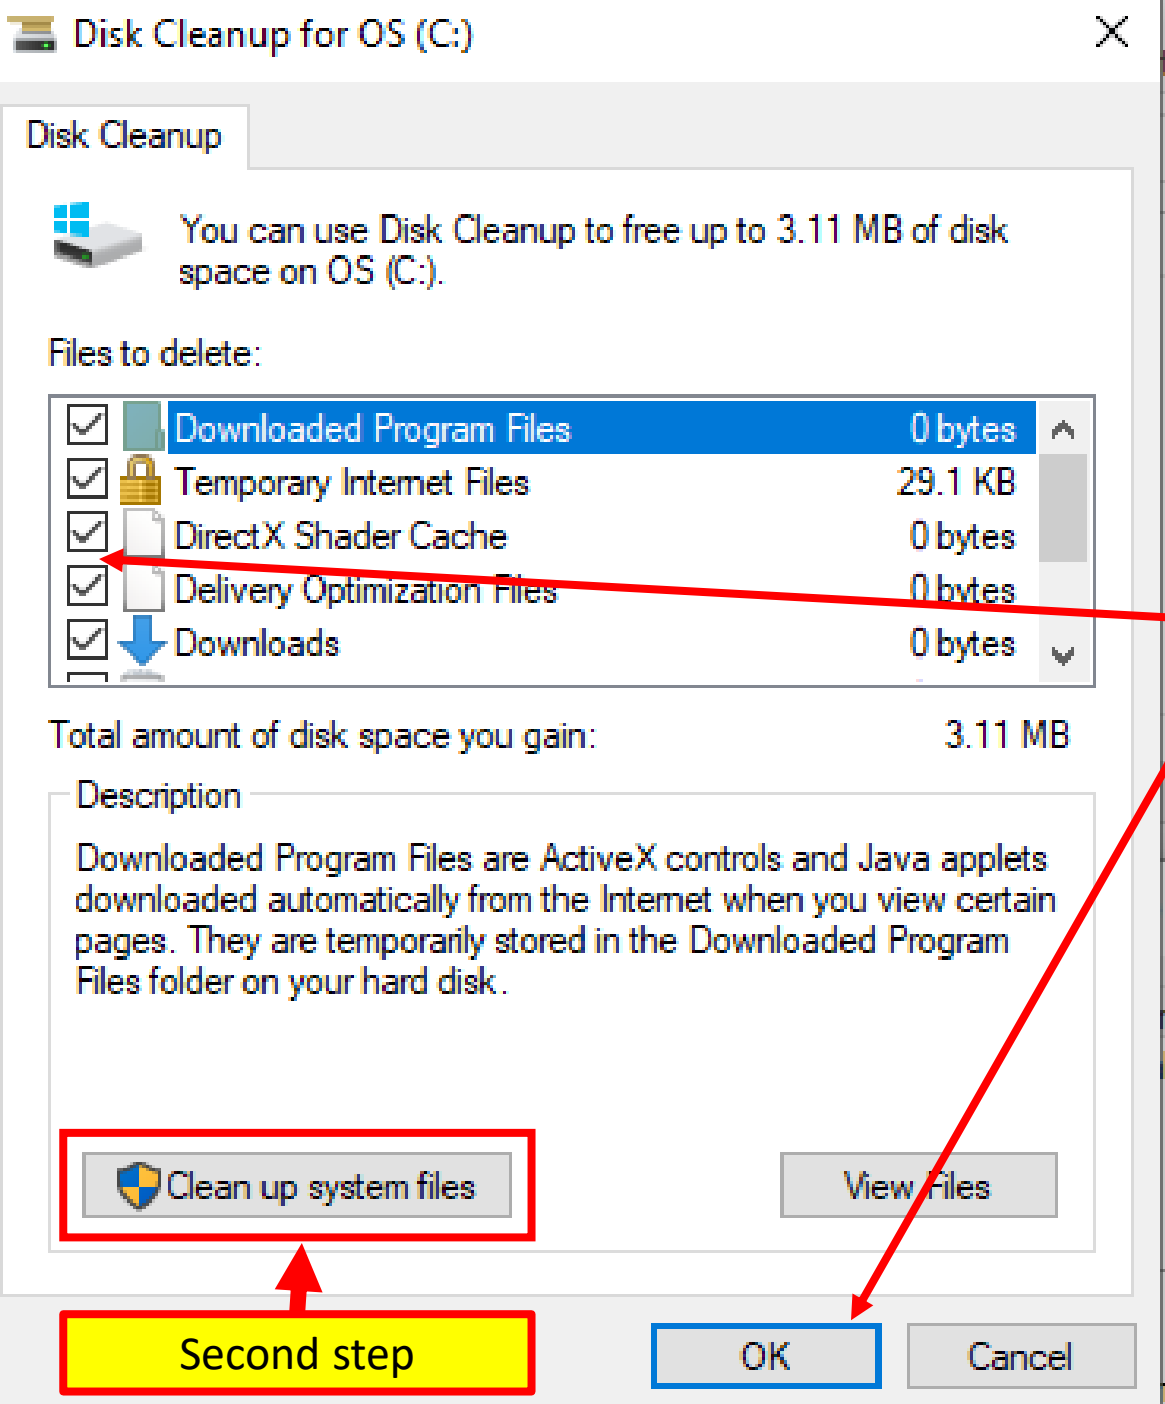 Disk Cleanup for OS (C:)
Disk Cleanup
You can use Disk Cleanup to free up to 3.11 MB of disk
space on OS (C:).
Files to delete:
Downloaded Program Files 0 bytes
Temporary Internet Files 29.1 KB
DirectX Shader Cache 0 bytes
Delivery Optimization Files 0 bytes
Downloads 0 bytes
Total amount of disk space you gain: 3.11 MB
Description
Downloaded Program Files are ActiveX controls and Java applets
downloaded automatically from the Internet when you view certain
pages. They are temporarily stored in the Downloaded Program
Files folder on your hard disk.
Clean up system files View Files
Second step OK Cancel